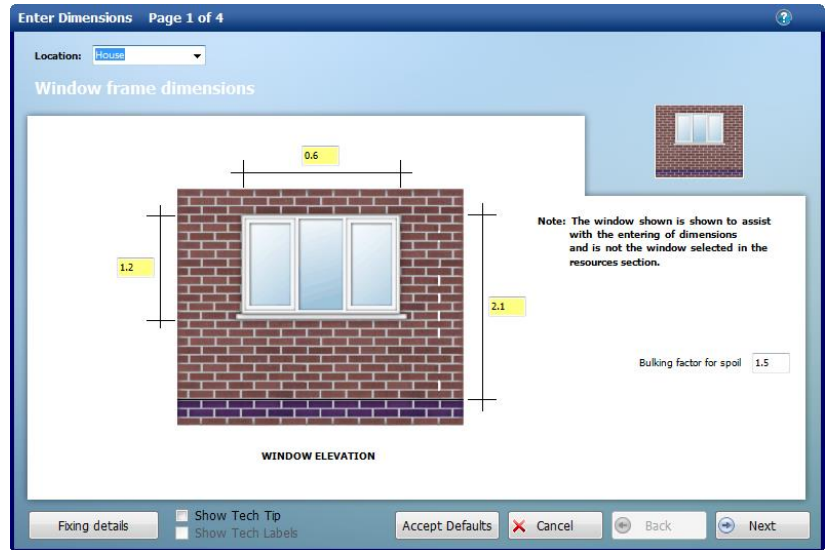 Enter Dimensions Page 1 of 4
Location: House
Window frame dimensions
0.6
Note: The window shown is shown to assist
with the entering of dimensions
and is not the window selected in the
resources section.
1.2
2.1
Bulking factor for spoil 1.5
WINDOW ELEVATION
Fixing details
Show Tech Tip
Show Tech Labels
Accept Defaults
Cancel
Back
Next